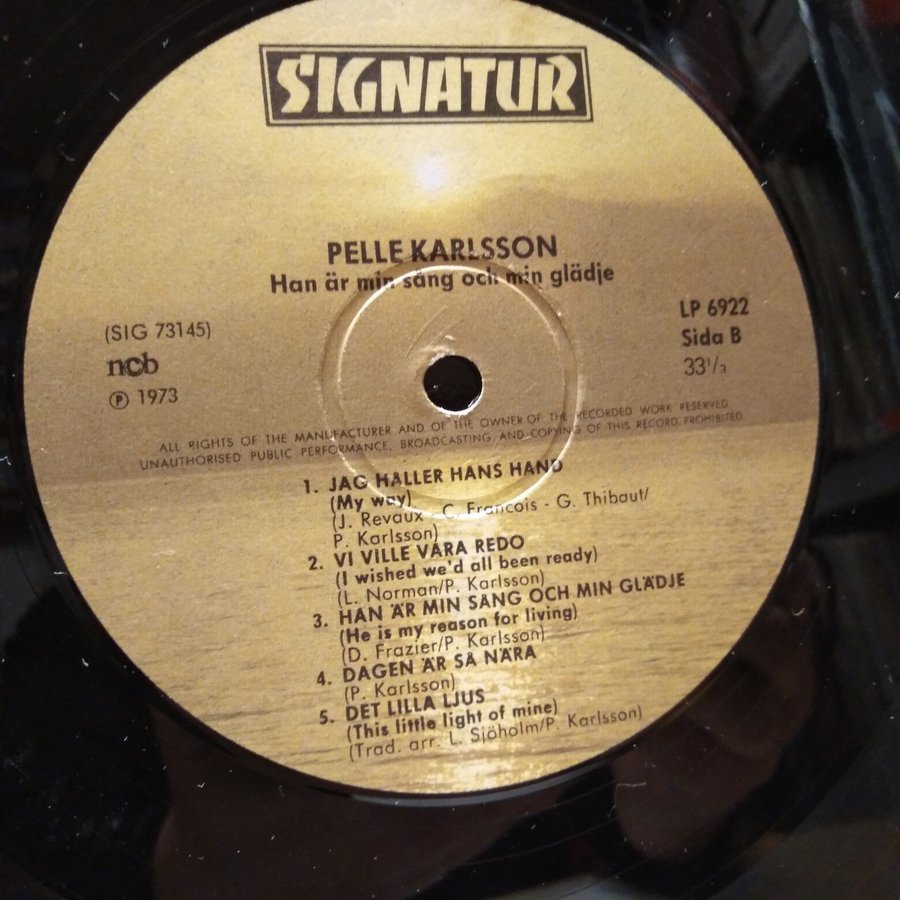 SIGNATUR
PELLE KARLSSON
Han är min sång och min glädje
(SIG 73145)
ncb
Ⓟ 1973
LP 6922
Sida B
33⅓
ALL RIGHTS OF THE MANUFACTURER AND OF THE OWNER OF THE RECORDED WORK RESERVED
UNAUTHORISED PUBLIC PERFORMANCE, BROADCASTING AND COPYING OF THIS RECORD PROHIBITED
1. JAG HÅLLER HANS HAND
(My way)
(J. Revaux - C. Francois - G. Thibaut/
P. Karlsson)
2. VI VILLE VARA REDO
(I wished we'd all been ready)
(L. Norman/P. Karlsson)
3. HAN ÄR MIN SÅNG OCH MIN GLÄDJE
(He is my reason for living)
(D. Frazier/P. Karlsson)
4. DAGEN ÄR SÅ NÄRA
(P. Karlsson)
5. DET LILLA LJUS
(This little light of mine)
(Trad. arr. L. Sjöholm/P. Karlsson)